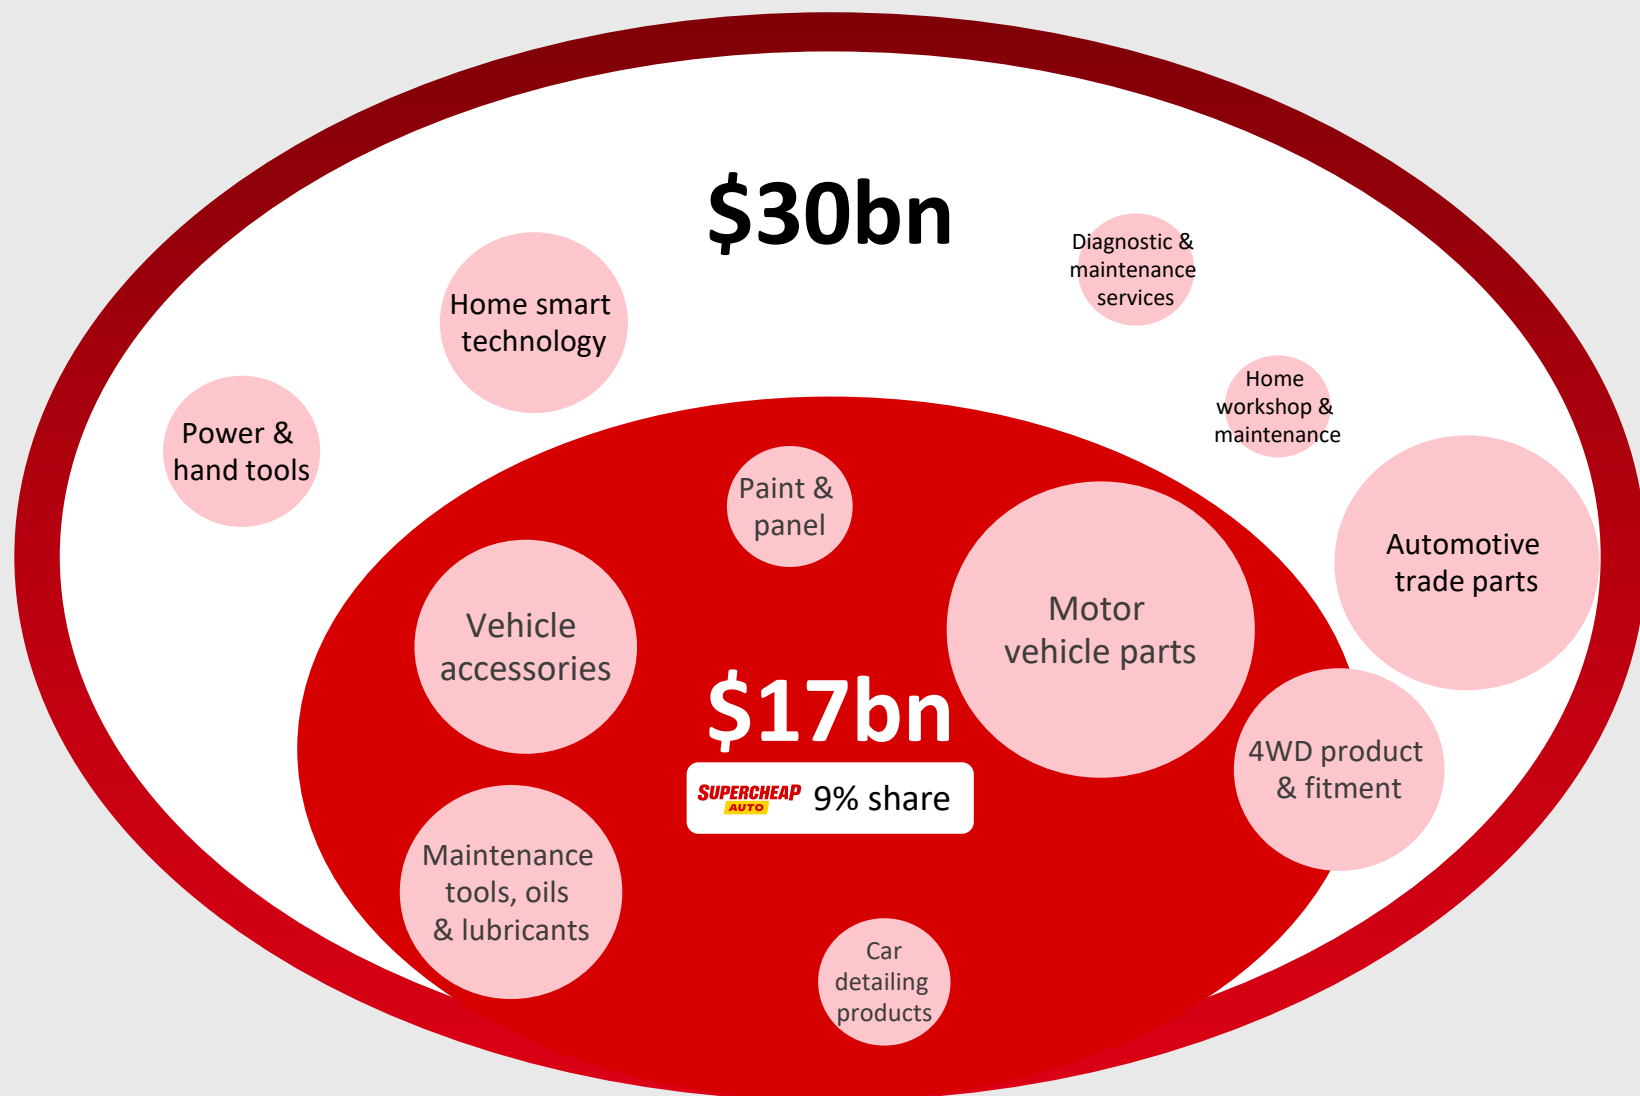 $30bn
Diagnostic &
maintenance
services
Home smart
technology
Home
workshop &
maintenance
Power &
hand tools
Paint &
panel
Automotive
trade parts
Vehicle
accessories
Motor
vehicle parts
$17bn
SUPERCHEAP
AUTO
9% share
4WD product
& fitment
Maintenance
tools, oils
& lubricants
Car
detailing
products